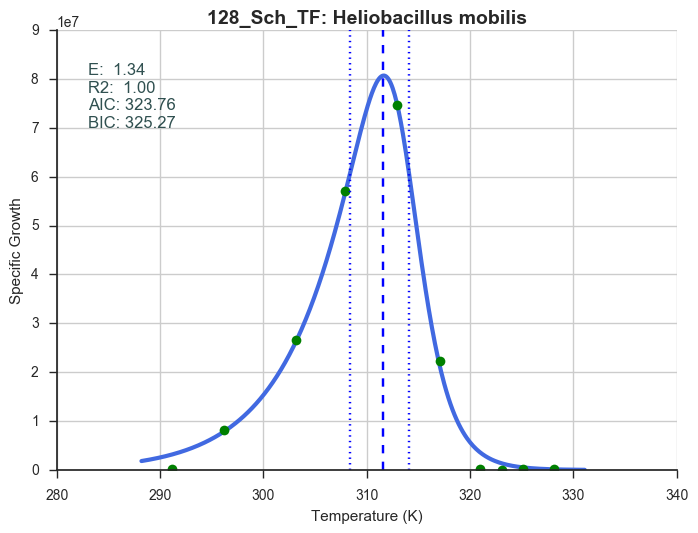 128_Sch_TF: Heliobacillus mobilis
1e7
E:  1.34
R2:  1.00
AIC: 323.76
BIC: 325.27
9
8
7
6
5
4
3
2
1
0
Specific Growth
280 290 300 310 320 330 340
Temperature (K)